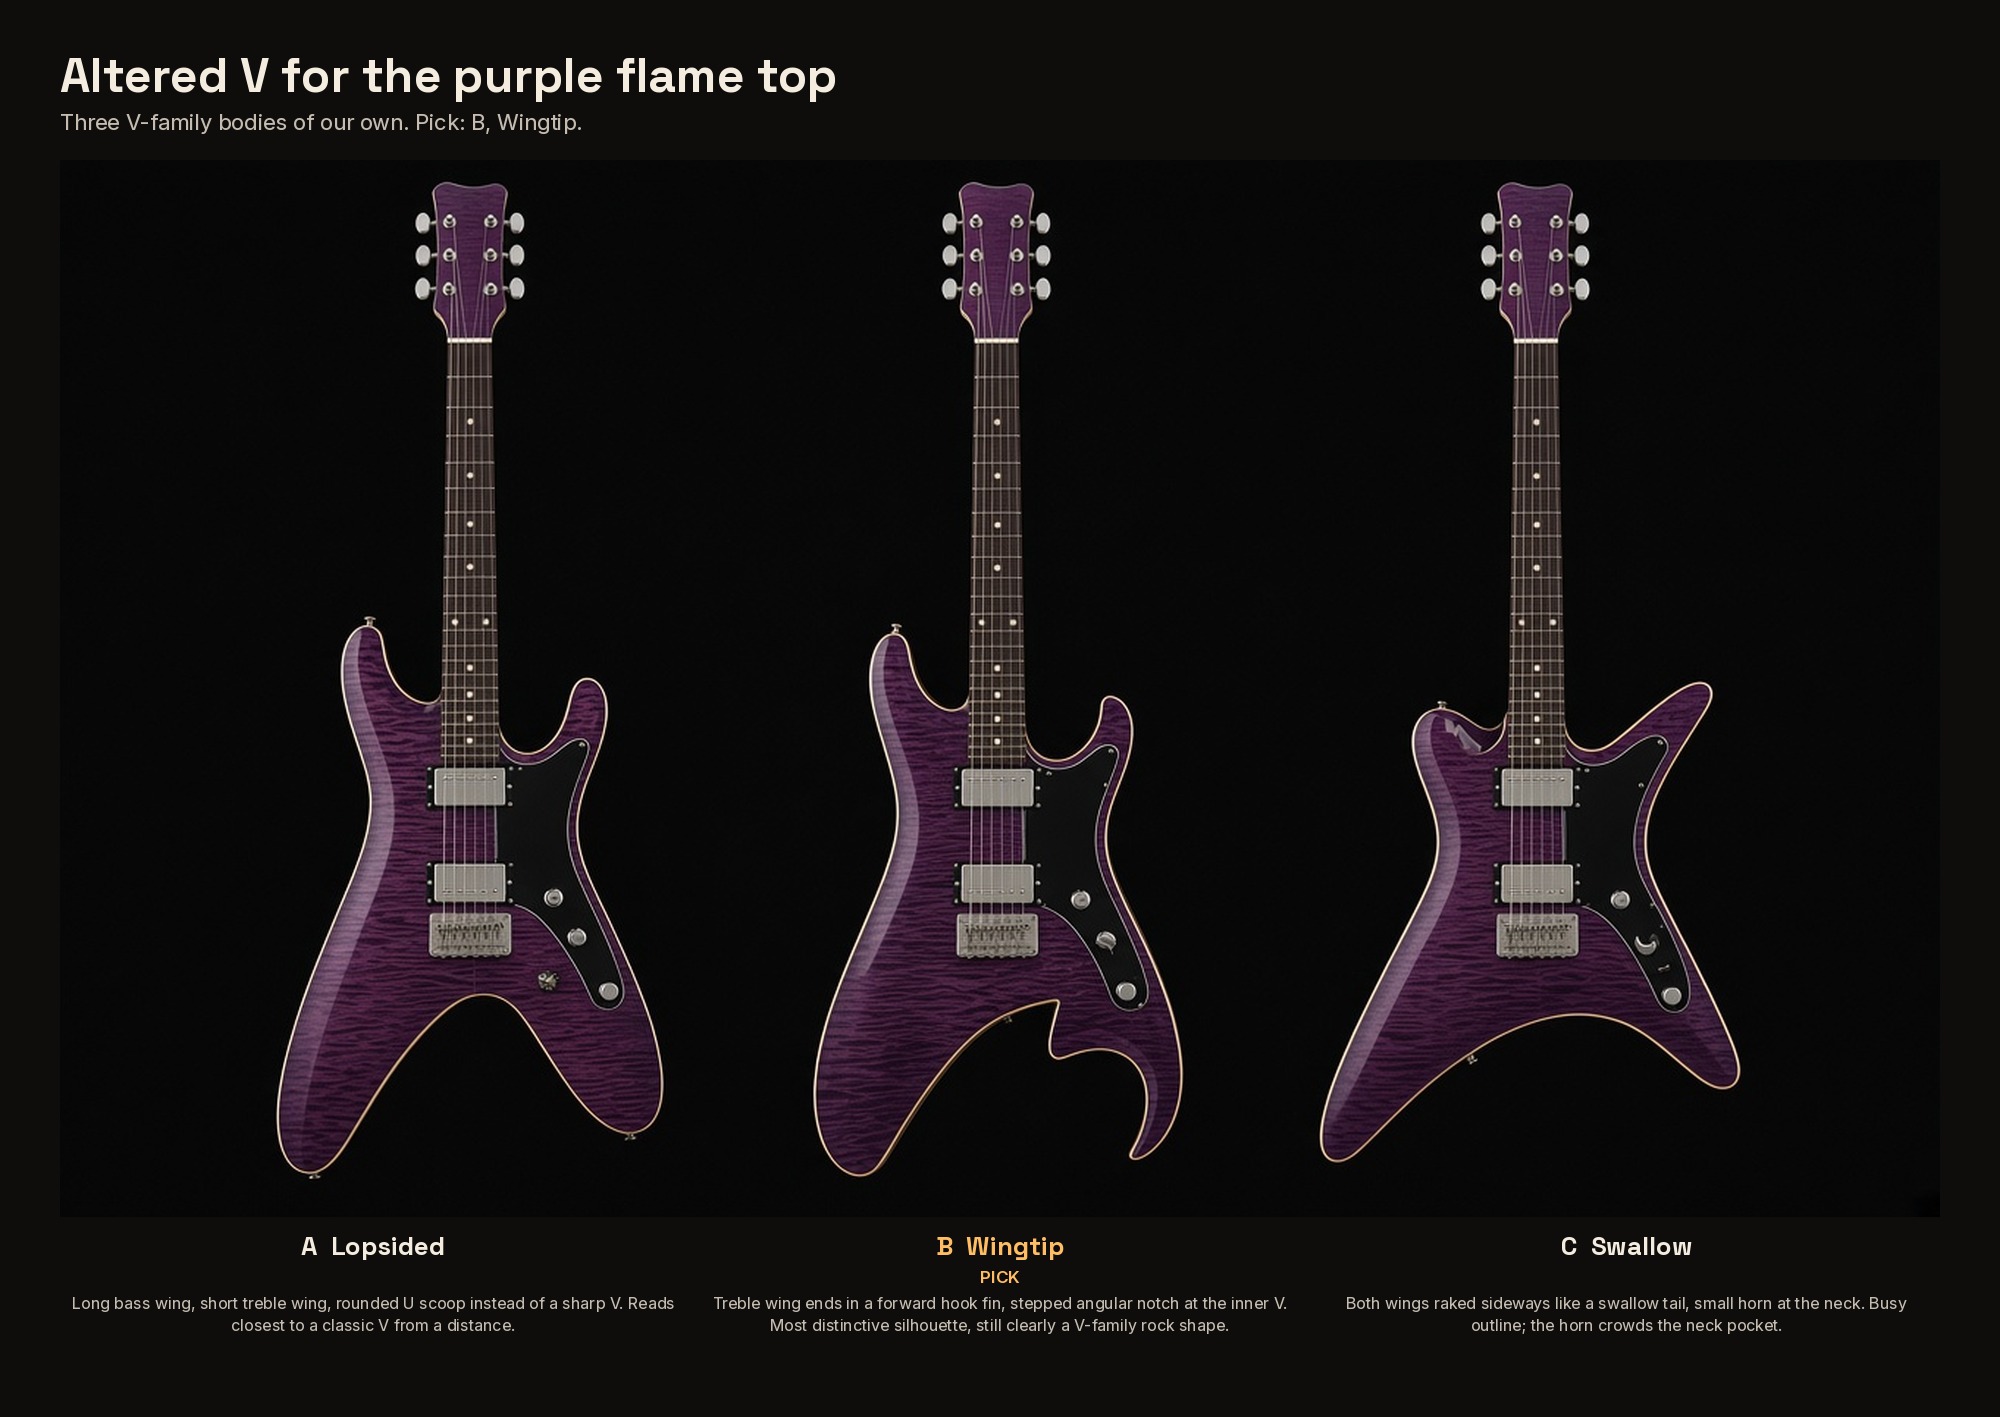 Altered V for the purple flame top
Three V-family bodies of our own. Pick: B, Wingtip.
A Lopsided
Long bass wing, short treble wing, rounded U scoop instead of a sharp V. Reads
closest to a classic V from a distance.
B Wingtip
PICK
Treble wing ends in a forward hook fin, stepped angular notch at the inner V.
Most distinctive silhouette, still clearly a V-family rock shape.
C Swallow
Both wings raked sideways like a swallow tail, small horn at the neck. Busy
outline; the horn crowds the neck pocket.